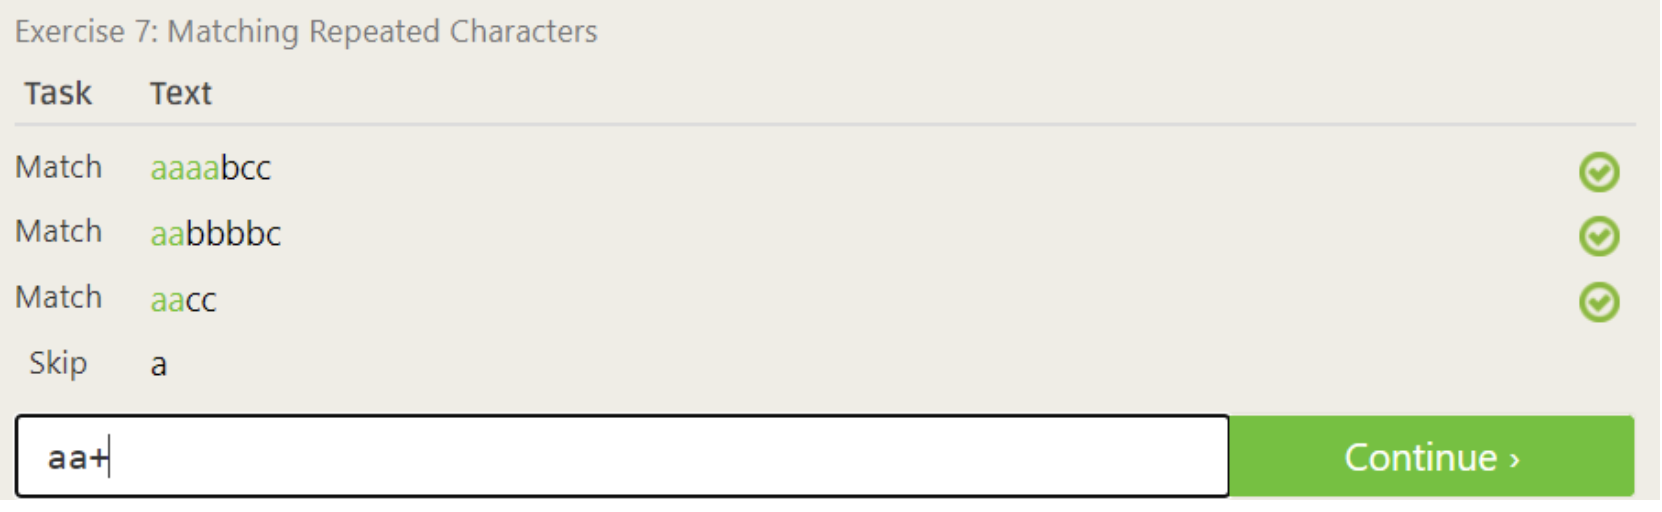 Exercise 7: Matching Repeated Characters
Task Text
Match aaaabcc
Match aabbbbc
Match aacc
Skip a
aa+ Continue ›